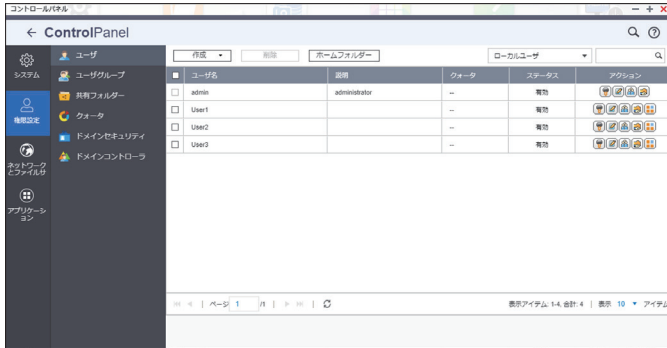 コントロールパネル
ControlPanel
システム
権限設定
ネットワーク
とファイルサ
アプリケーシ
ョン
ユーザ
ユーザグループ
共有フォルダー
クォータ
ドメインセキュリティ
ドメインコントローラ
作成 削除 ホームフォルダー ローカルユーザ
ユーザ名 説明 クォータ ステータス アクション
admin administrator -- 有効
User1 -- 有効
User2 -- 有効
User3 -- 有効
ページ 1 /1 表示アイテム: 1-4, 合計: 4 | 表示 10 アイテム